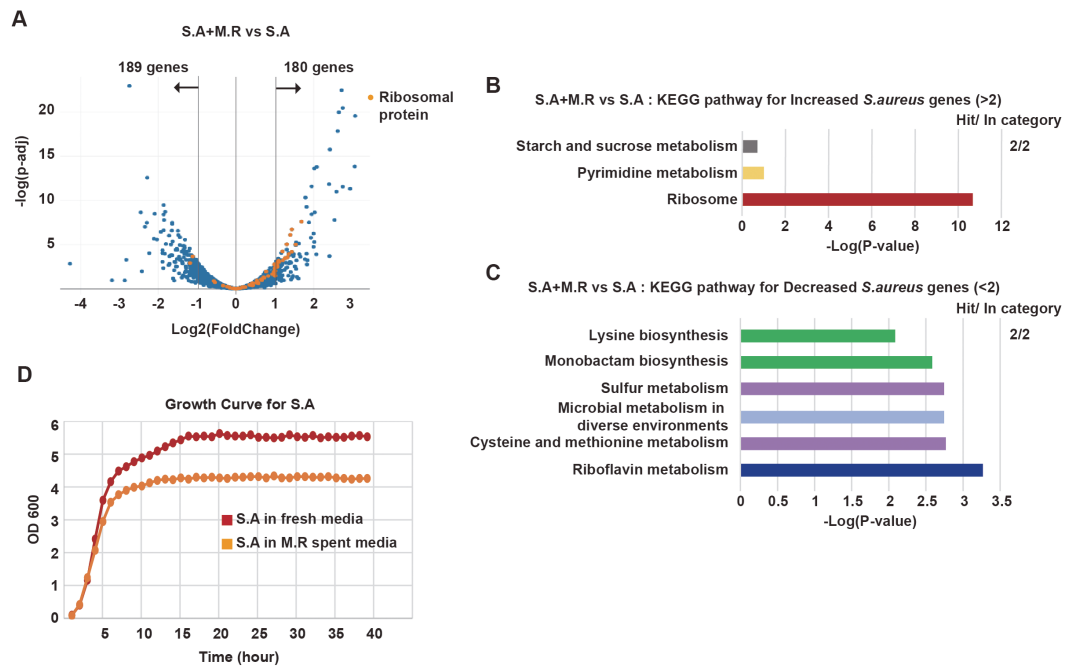 A
S.A+M.R vs S.A
189 genes
180 genes
Ribosomal
protein
20
15
10
5
-log(p-adj)
-4 -3 -2 -1 0 1 2 3
Log2(FoldChange)
B
S.A+M.R vs S.A : KEGG pathway for Increased S.aureus genes (>2)
Hit/ In category
Starch and sucrose metabolism 2/2
Pyrimidine metabolism
Ribosome
0 2 4 6 8 10 12
-Log(P-value)
C
S.A+M.R vs S.A : KEGG pathway for Decreased S.aureus genes (<2)
Hit/ In category
Lysine biosynthesis 2/2
Monobactam biosynthesis
Sulfur metabolism
Microbial metabolism in
diverse environments
Cysteine and methionine metabolism
Riboflavin metabolism
0 0.5 1 1.5 2 2.5 3 3.5
-Log(P-value)
D
Growth Curve for S.A
6
5
4
3
2
1
0
OD 600
S.A in fresh media
S.A in M.R spent media
5 10 15 20 25 30 35 40
Time (hour)